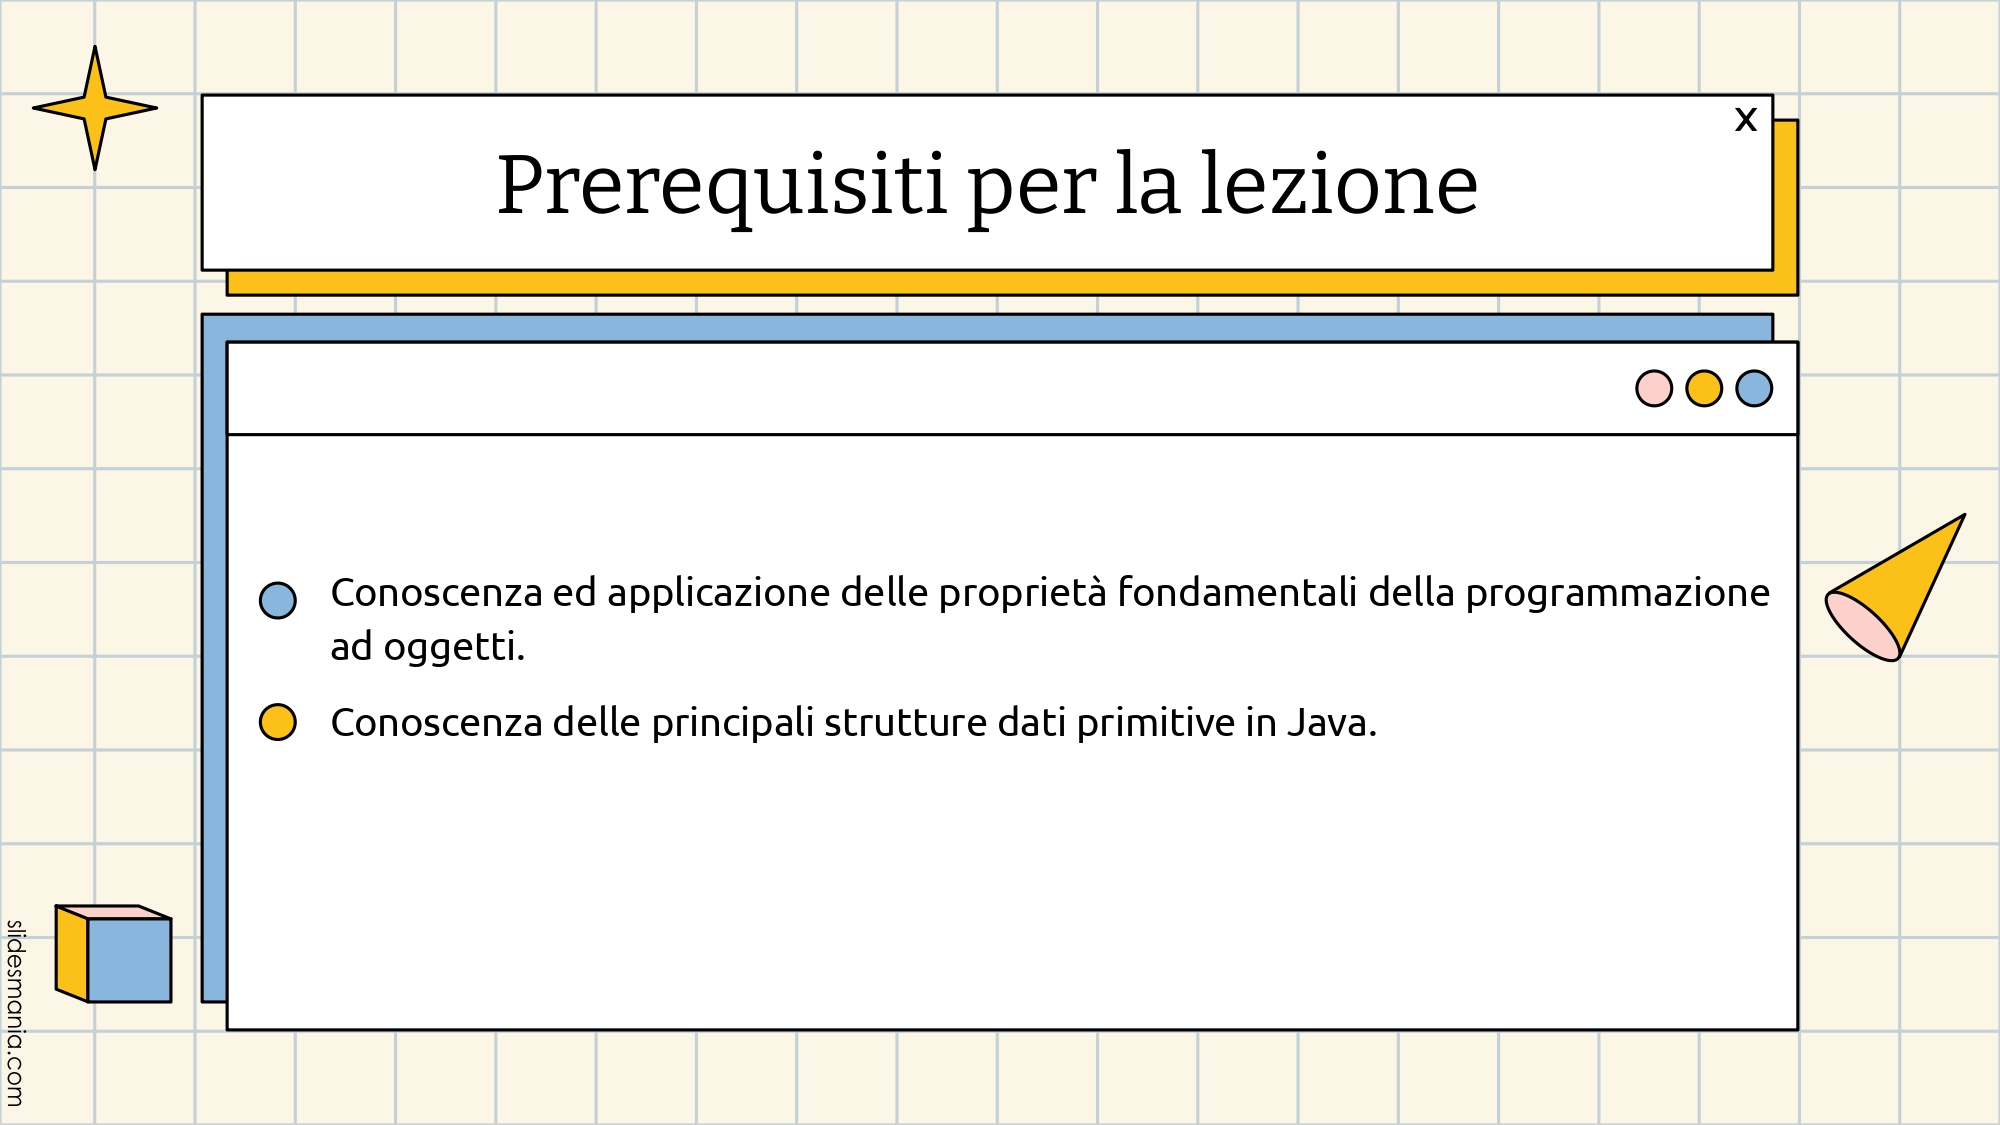 x
Prerequisiti per la lezione
Conoscenza ed applicazione delle proprietà fondamentali della programmazione
ad oggetti.
Conoscenza delle principali strutture dati primitive in Java.
slidesmania.com